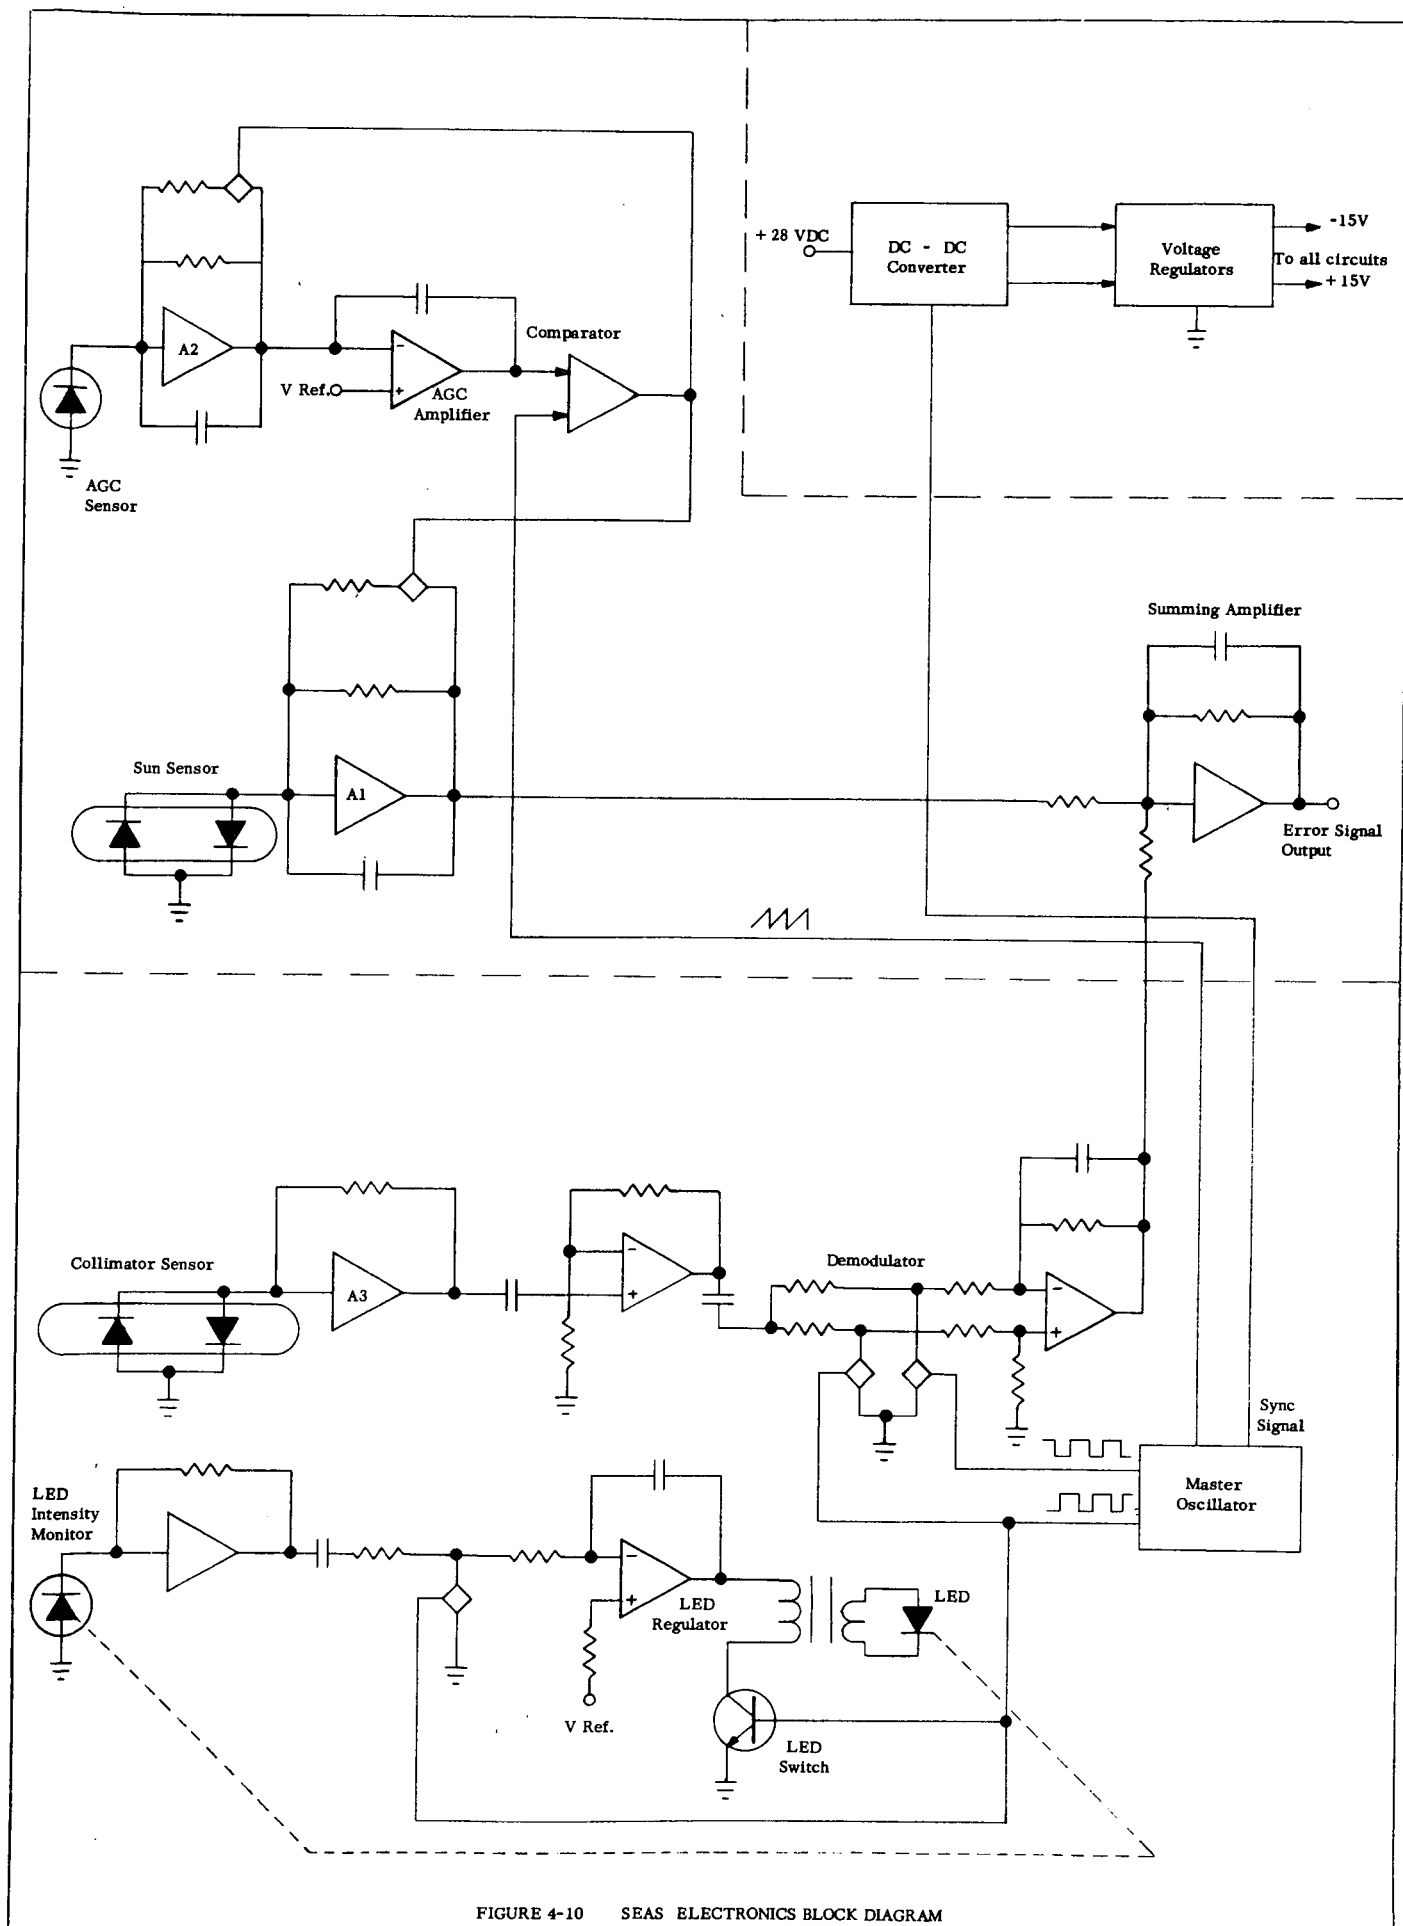 + 28 VDC
DC - DC
Converter
Voltage
Regulators
-15V
To all circuits
+ 15V
A2
-
+
V Ref.
AGC
Amplifier
Comparator
AGC
Sensor
Summing Amplifier
Sun Sensor
A1
Error Signal
Output
Collimator Sensor
A3
-
+
Demodulator
-
+
Sync
Signal
Master
Oscillator
LED
Intensity
Monitor
-
+
LED
Regulator
V Ref.
LED
LED
Switch
FIGURE 4-10 SEAS ELECTRONICS BLOCK DIAGRAM